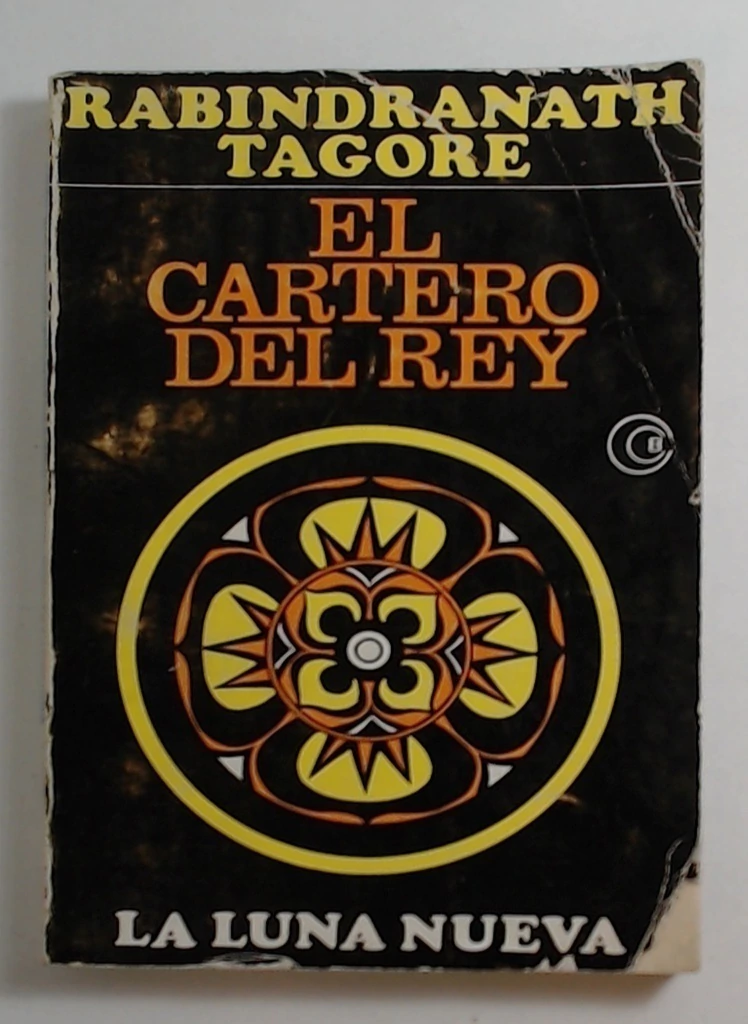 RABINDRANATH
TAGORE
EL
CARTERO
DEL REY
LA LUNA NUEVA